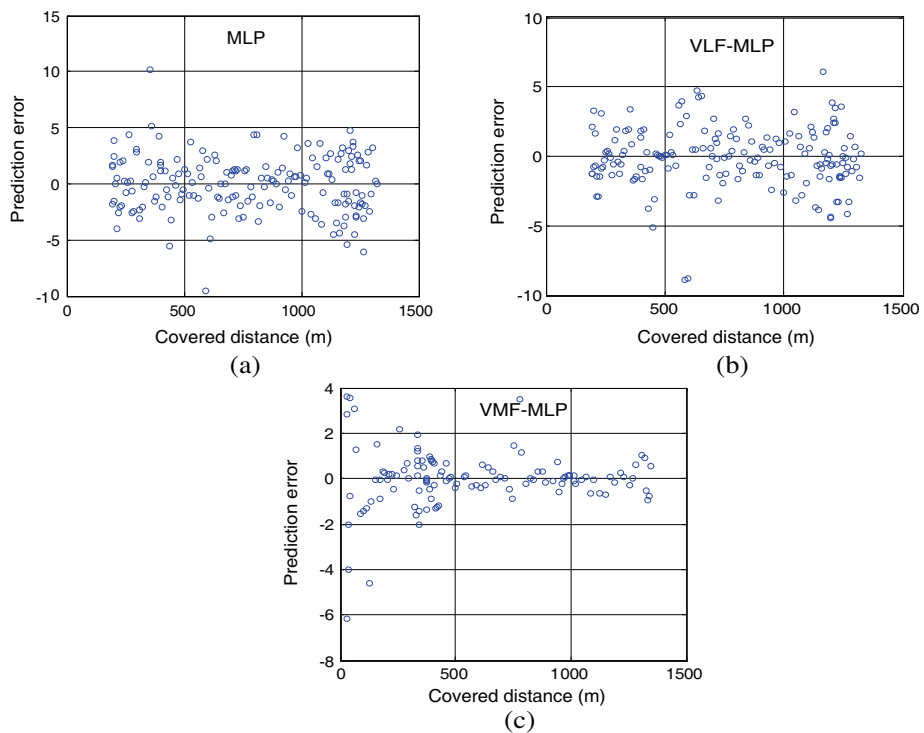 MLP
Prediction error
15
10
5
0
-5
-10
0
500
1000
1500
Covered distance (m)
(a)
VLF-MLP
Prediction error
10
5
0
-5
-10
0
500
1000
1500
Covered distance (m)
(b)
VMF-MLP
Prediction error
4
2
0
-2
-4
-6
-8
0
500
1000
1500
Covered distance (m)
(c)